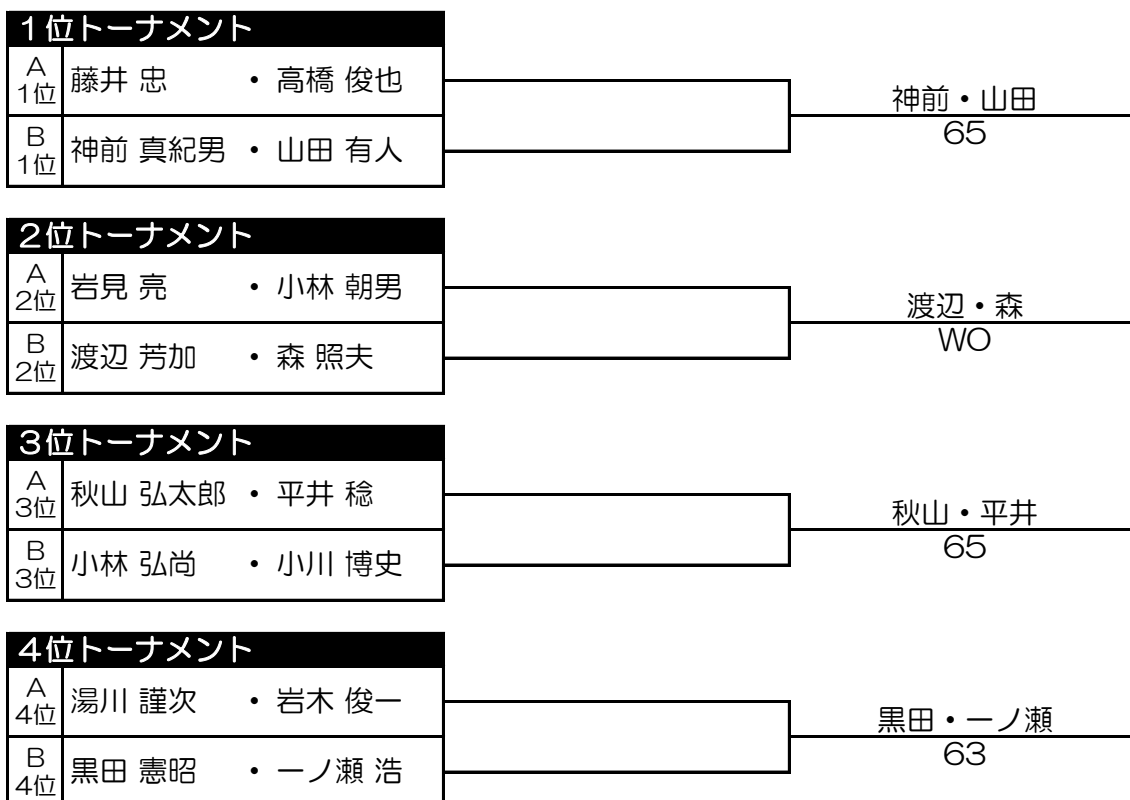 １位トーナメント
A 1位 藤井 忠 ・ 高橋 俊也
神前・山田
65
B 1位 神前 真紀男 ・ 山田 有人
２位トーナメント
A 2位 岩見 亮 ・ 小林 朝男
渡辺・森
WO
B 2位 渡辺 芳加 ・ 森 照夫
３位トーナメント
A 3位 秋山 弘太郎 ・ 平井 稔
秋山・平井
65
B 3位 小林 弘尚 ・ 小川 博史
４位トーナメント
A 4位 湯川 謹次 ・ 岩木 俊一
黒田・一ノ瀬
63
B 4位 黒田 憲昭 ・ 一ノ瀬 浩